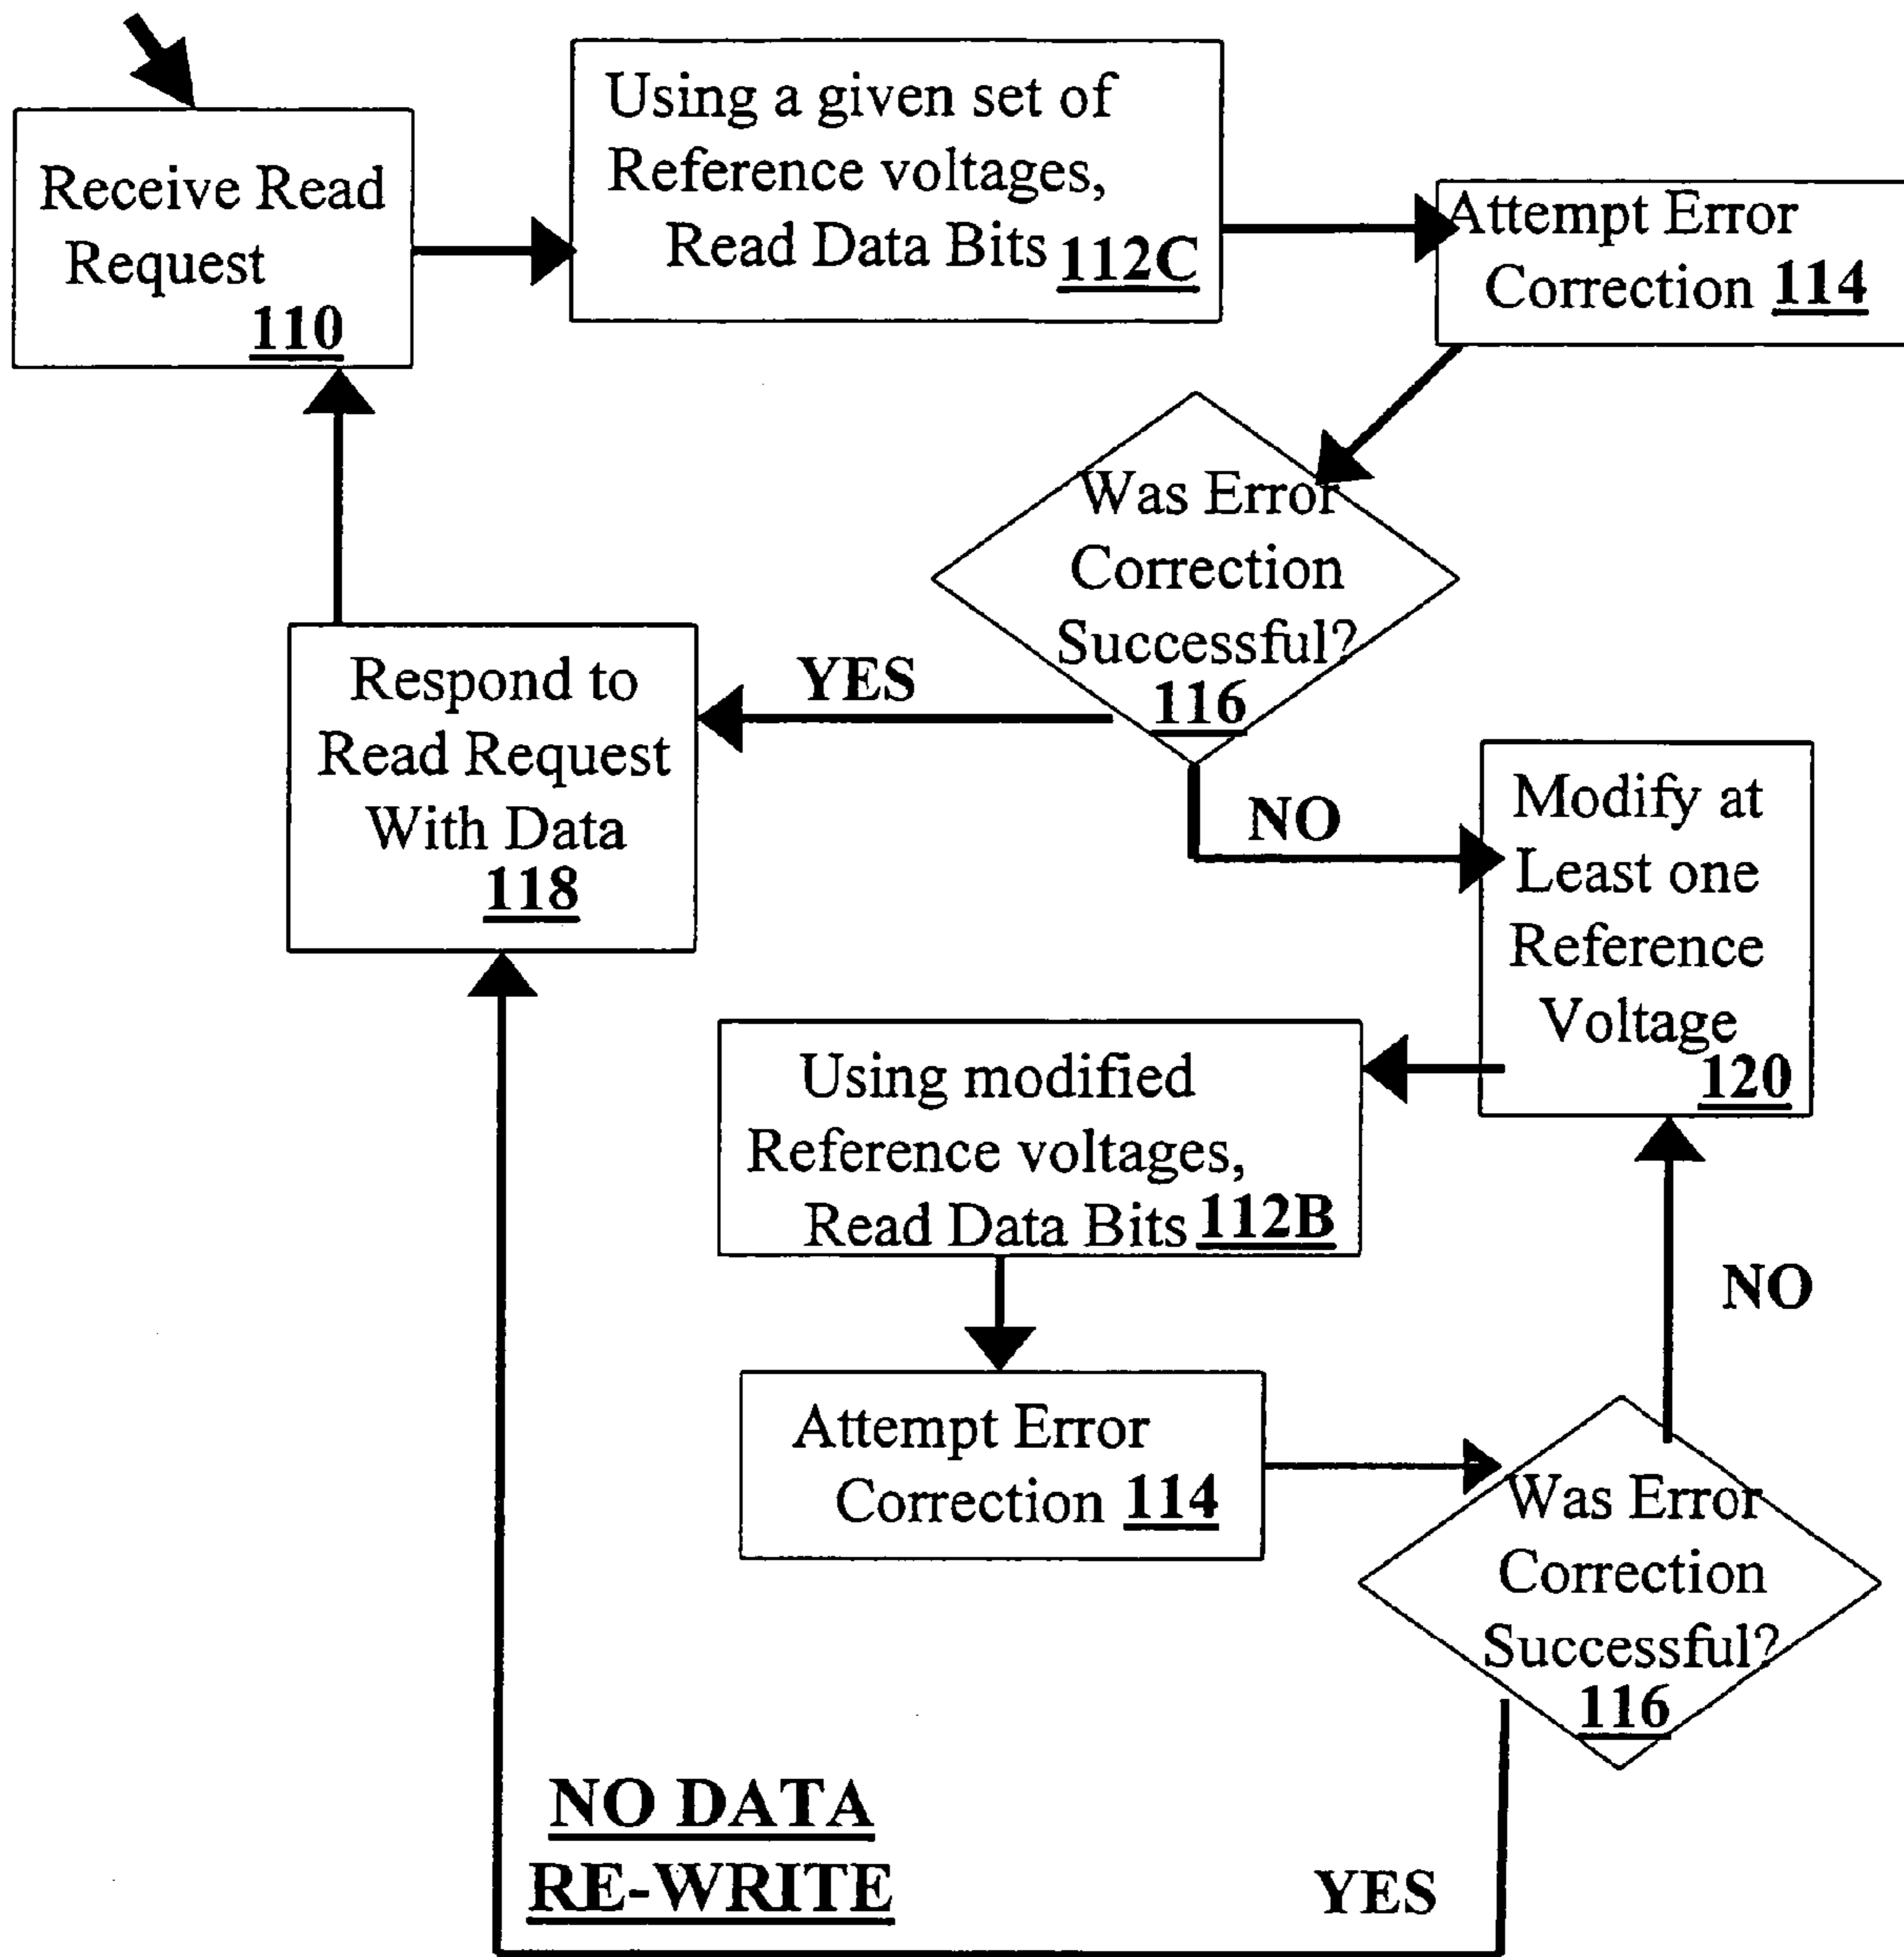 Receive Read
Request
110
Using a given set of
Reference voltages,
Read Data Bits 112C
Attempt Error
Correction 114
Was Error
Correction
Successful?
116
YES
NO
Respond to
Read Request
With Data
118
Modify at
Least one
Reference
Voltage
120
Using modified
Reference voltages,
Read Data Bits 112B
Attempt Error
Correction 114
NO
Was Error
Correction
Successful?
116
YES
NO DATA
RE-WRITE